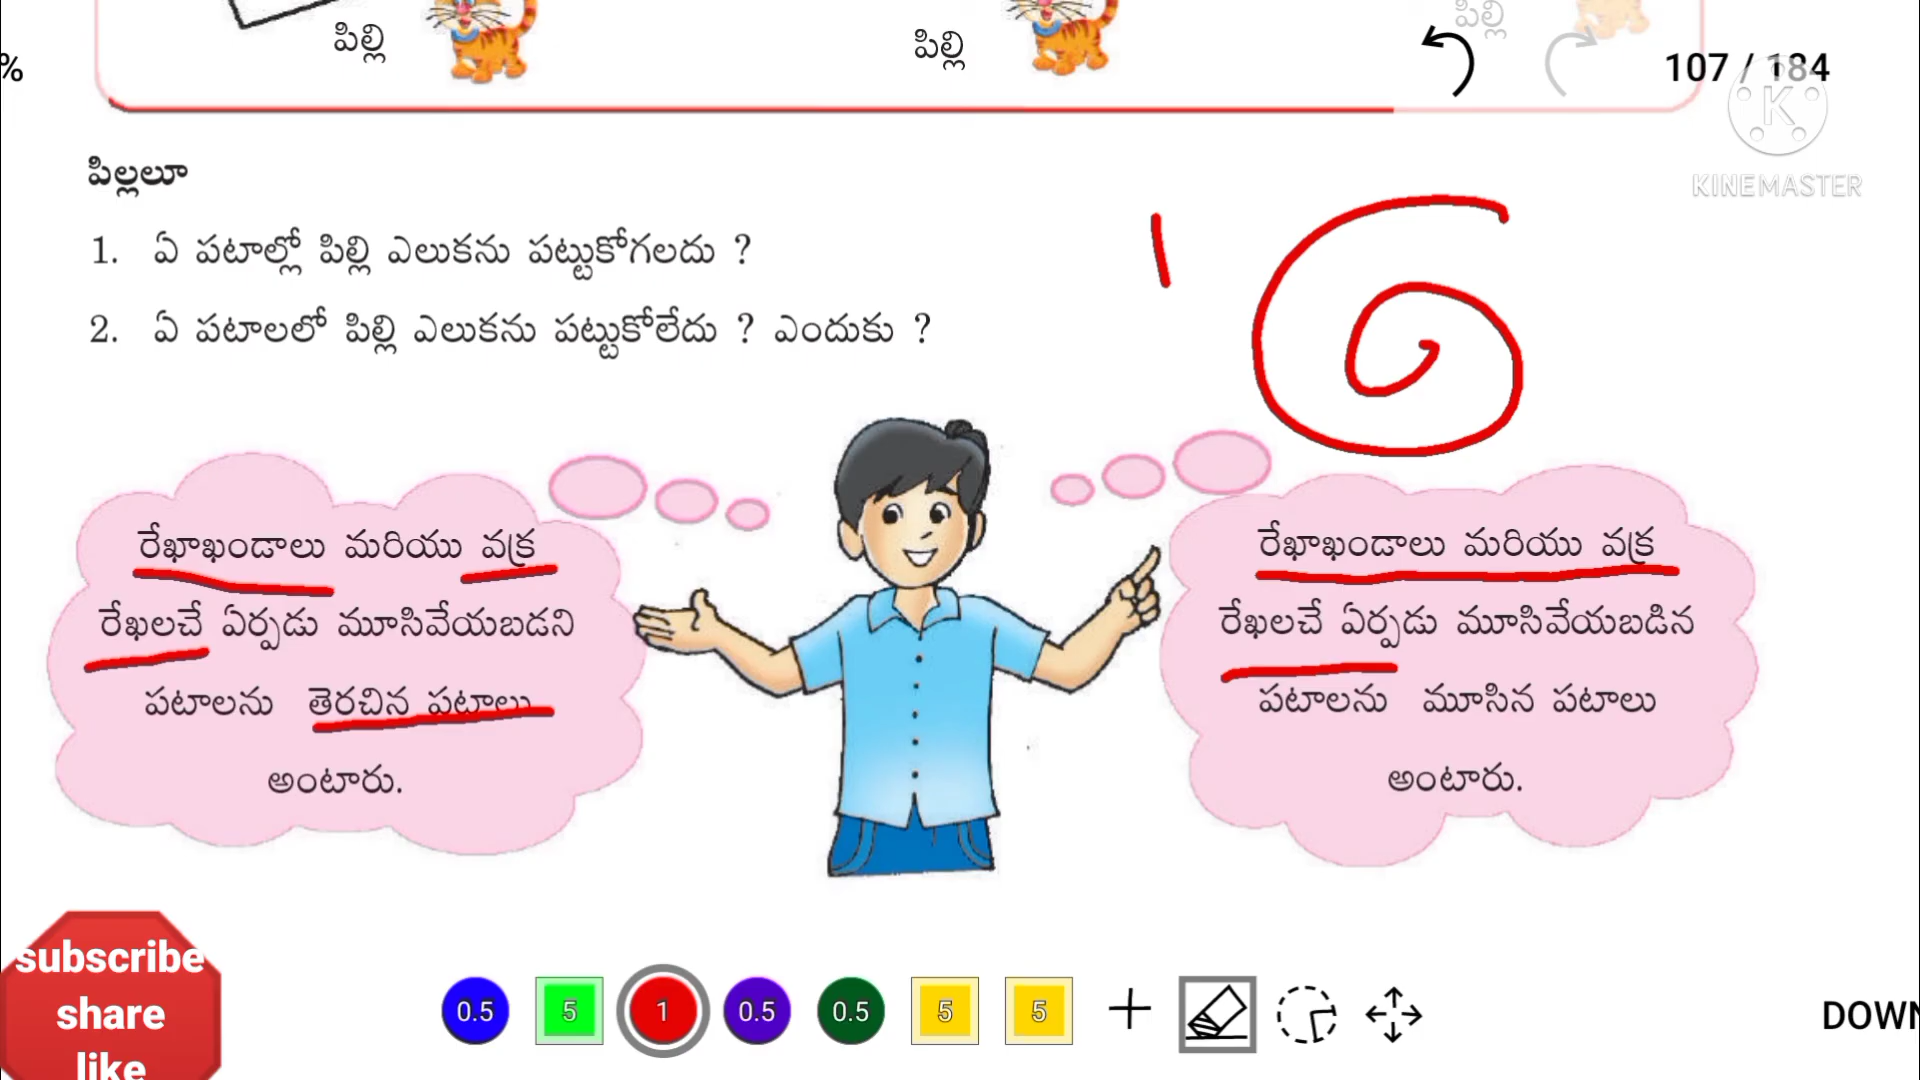 పిల్లి
పిల్లి
పిల్లి
%
107 / 184
KINEMASTER
పిల్లలూ
1. ఏ పటాల్లో పిల్లి ఎలుకను పట్టుకోగలదు ?
2. ఏ పటాలలో పిల్లి ఎలుకను పట్టుకోలేదు ? ఎందుకు ?
రేఖాఖండాలు మరియు వక్ర
రేఖలచే ఏర్పడు మూసివేయబడని
పటాలను తెరచిన పటాలు
అంటారు.
రేఖాఖండాలు మరియు వక్ర
రేఖలచే ఏర్పడు మూసివేయబడిన
పటాలను మూసిన పటాలు
అంటారు.
subscribe
share
like
0.5 5 1 0.5 0.5 5 5
DOWN